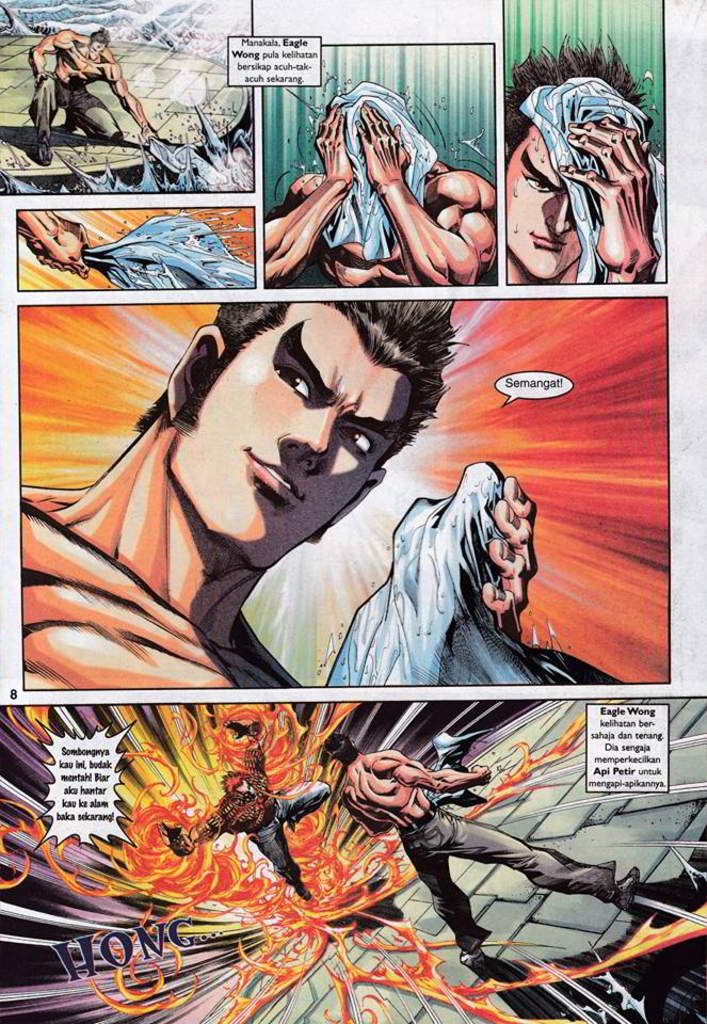 Manakala, Eagle
Wong pula kelihatan
bersikap acuh-tak-
acuh sekarang.
Semangat!
8
Sombongnya
kau ini, budak
mentah! Biar
aku hantar
kau ke alam
baka sekarang!
Eagle Wong
kelihatan ber-
sahaja dan tenang.
Dia sengaja
memperkecilkan
Api Petir untuk
mengapi-apikannya.
HONG...